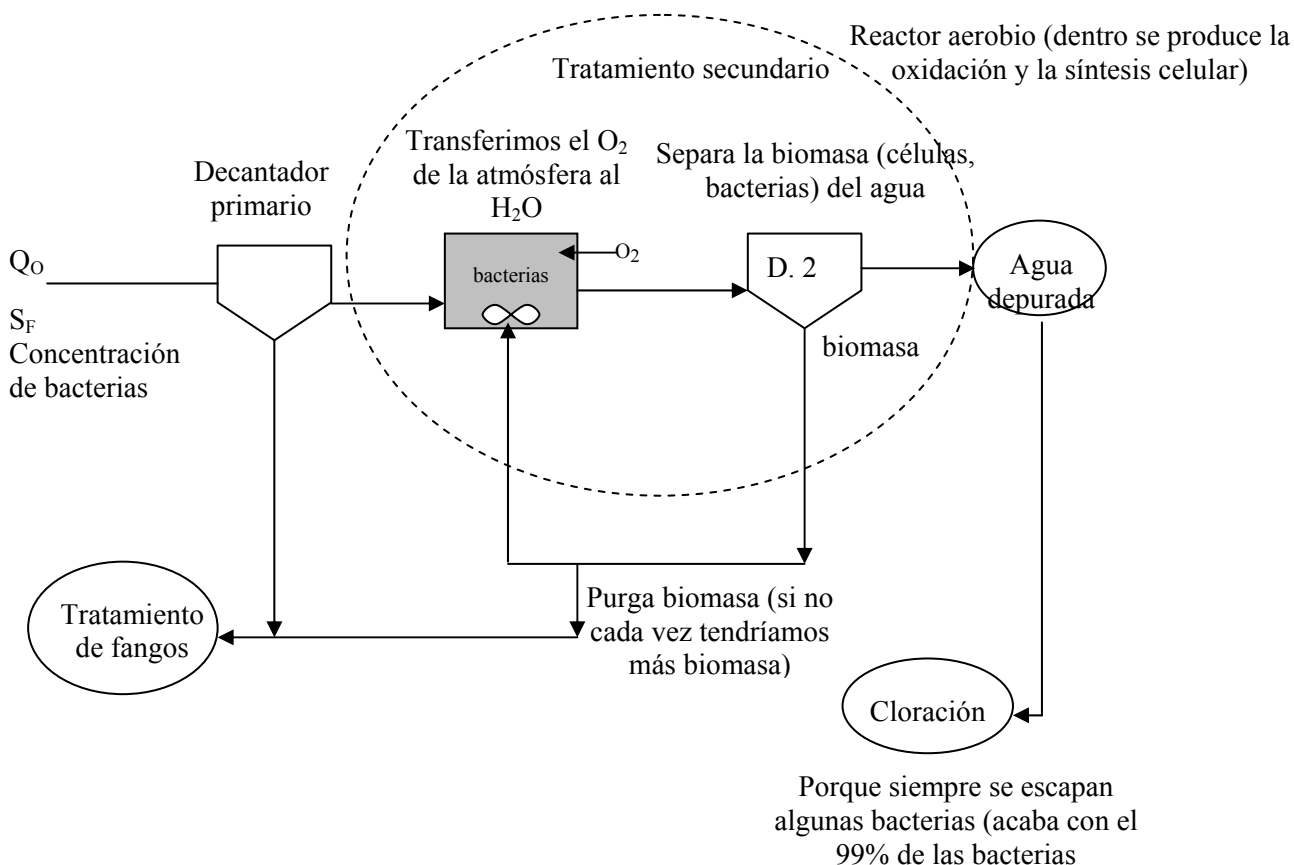 Reactor aerobio (dentro se produce la
oxidación y la síntesis celular)
Tratamiento secundario
Transferimos el O₂
de la atmósfera al
H₂O
Separa la biomasa (células,
bacterias) del agua
Decantador
primario
Q_O
S_F
Concentración
de bacterias
bacterias
O₂
D. 2
Agua
depurada
biomasa
Purga biomasa (si no
cada vez tendríamos
más biomasa)
Tratamiento
de fangos
Cloración
Porque siempre se escapan
algunas bacterias (acaba con el
99% de las bacterias